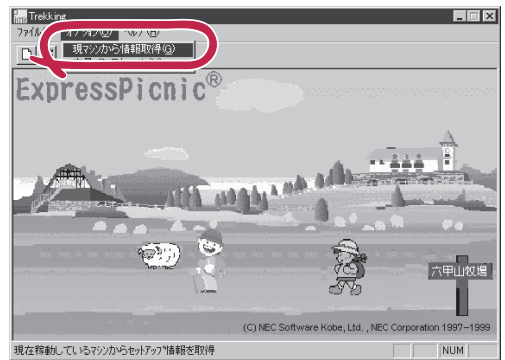 Trekking
ファイル オプション(O) ヘルプ(H)
現マシンから情報取得(G)
ExpressPicnic®
六甲山牧場
(C) NEC Software Kobe, Ltd. , NEC Corporation 1997-1999
現在稼動しているマシンからセットアップ情報を取得
NUM